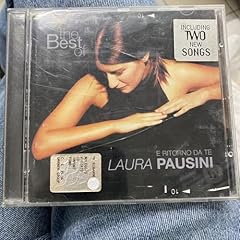 the
Best
of
INCLUDING
TWO
NEW
SONGS
E RITORNO DA TE
LAURA PAUSINI